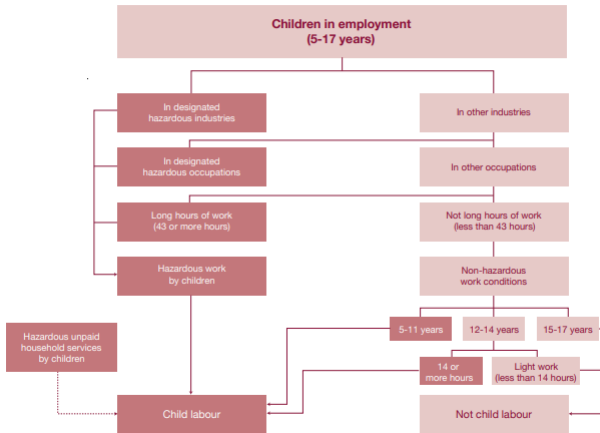 Children in employment
(5-17 years)
In designated
hazardous industries
In other industries
In designated
hazardous occupations
In other occupations
Long hours of work
(43 or more hours)
Not long hours of work
(less than 43 hours)
Hazardous work
by children
Non-hazardous
work conditions
5-11 years
12-14 years
15-17 years
Hazardous unpaid
household services
by children
14 or
more hours
Light work
(less than 14 hours)
Child labour
Not child labour